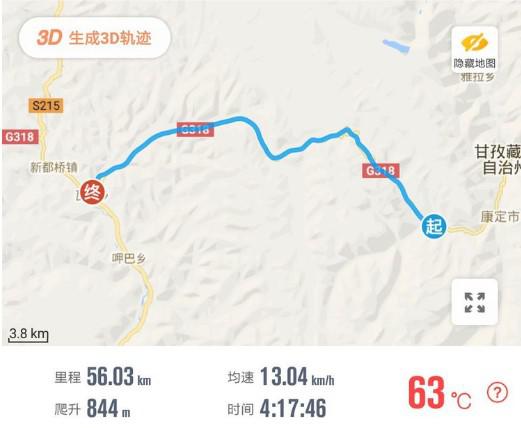 3D 生成3D轨迹
隐藏地图
雅拉乡
S215
G318
G318
甘孜藏
自治州
新都桥镇
G318
终
起
康定市
呷巴乡
3.8 km
里程 56.03 km 均速 13.04 km/h
爬升 844 m 时间 4:17:46
63 ℃ ?